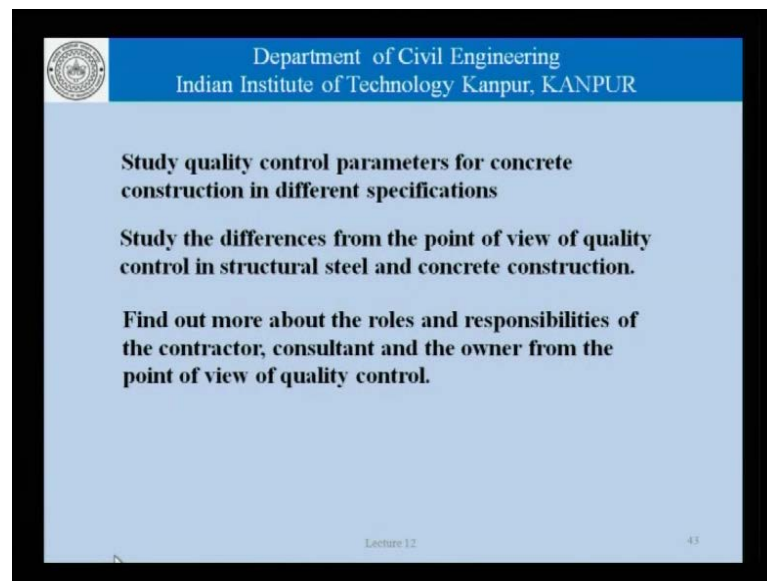 Department of Civil Engineering
Indian Institute of Technology Kanpur, KANPUR
Study quality control parameters for concrete
construction in different specifications
Study the differences from the point of view of quality
control in structural steel and concrete construction.
Find out more about the roles and responsibilities of
the contractor, consultant and the owner from the
point of view of quality control.
Lecture 12
43